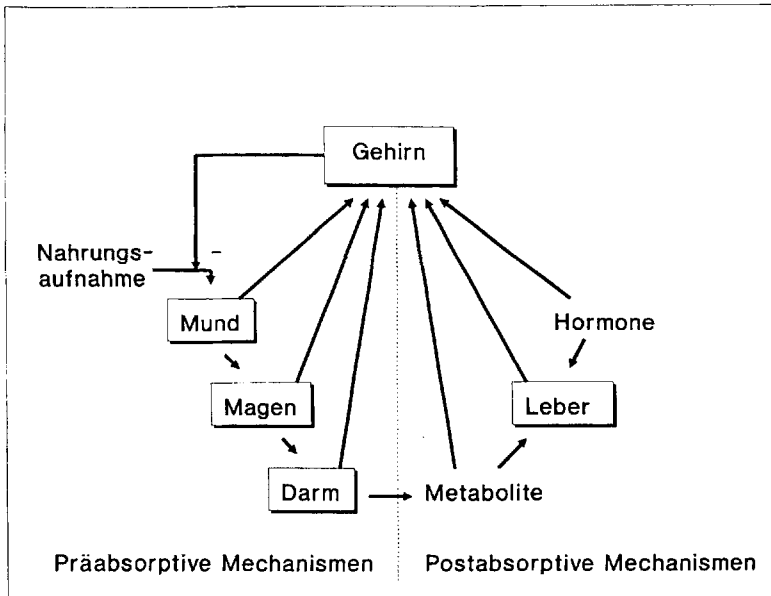 Gehirn
Nahrungs-
aufnahme
–
Mund
Hormone
Magen
Leber
Darm
Metabolite
Präabsorptive Mechanismen
Postabsorptive Mechanismen